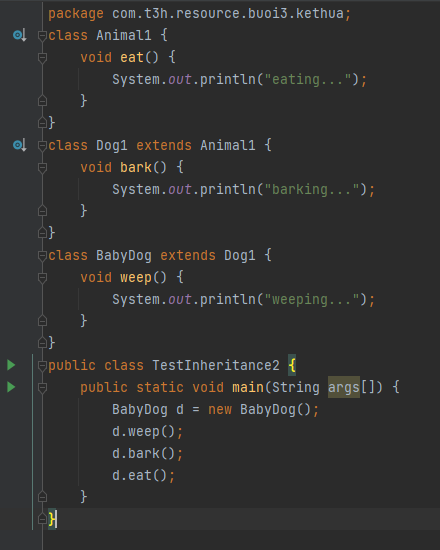 package com.t3h.resource.buoi3.kethua;
class Animal1 {
    void eat() {
        System.out.println("eating...");
    }
}
class Dog1 extends Animal1 {
    void bark() {
        System.out.println("barking...");
    }
}
class BabyDog extends Dog1 {
    void weep() {
        System.out.println("weeping...");
    }
}
public class TestInheritance2 {
    public static void main(String args[]) {
        BabyDog d = new BabyDog();
        d.weep();
        d.bark();
        d.eat();
    }
}